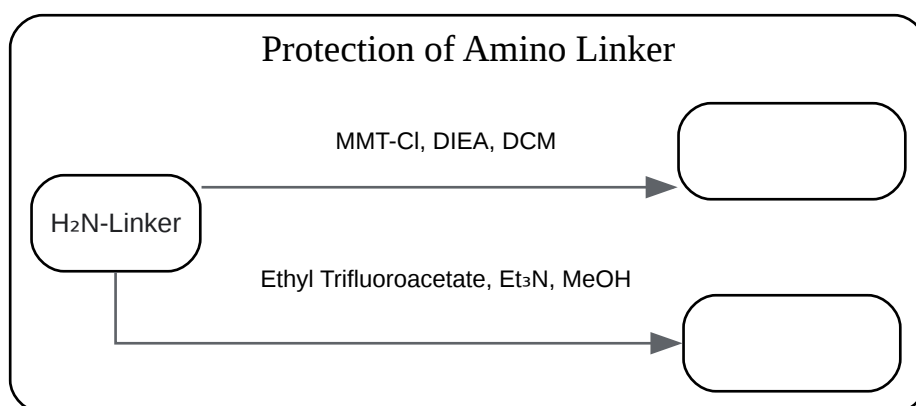 Protection of Amino Linker
MMT-Cl, DIEA, DCM
H₂N-Linker
Ethyl Trifluoroacetate, Et₃N, MeOH